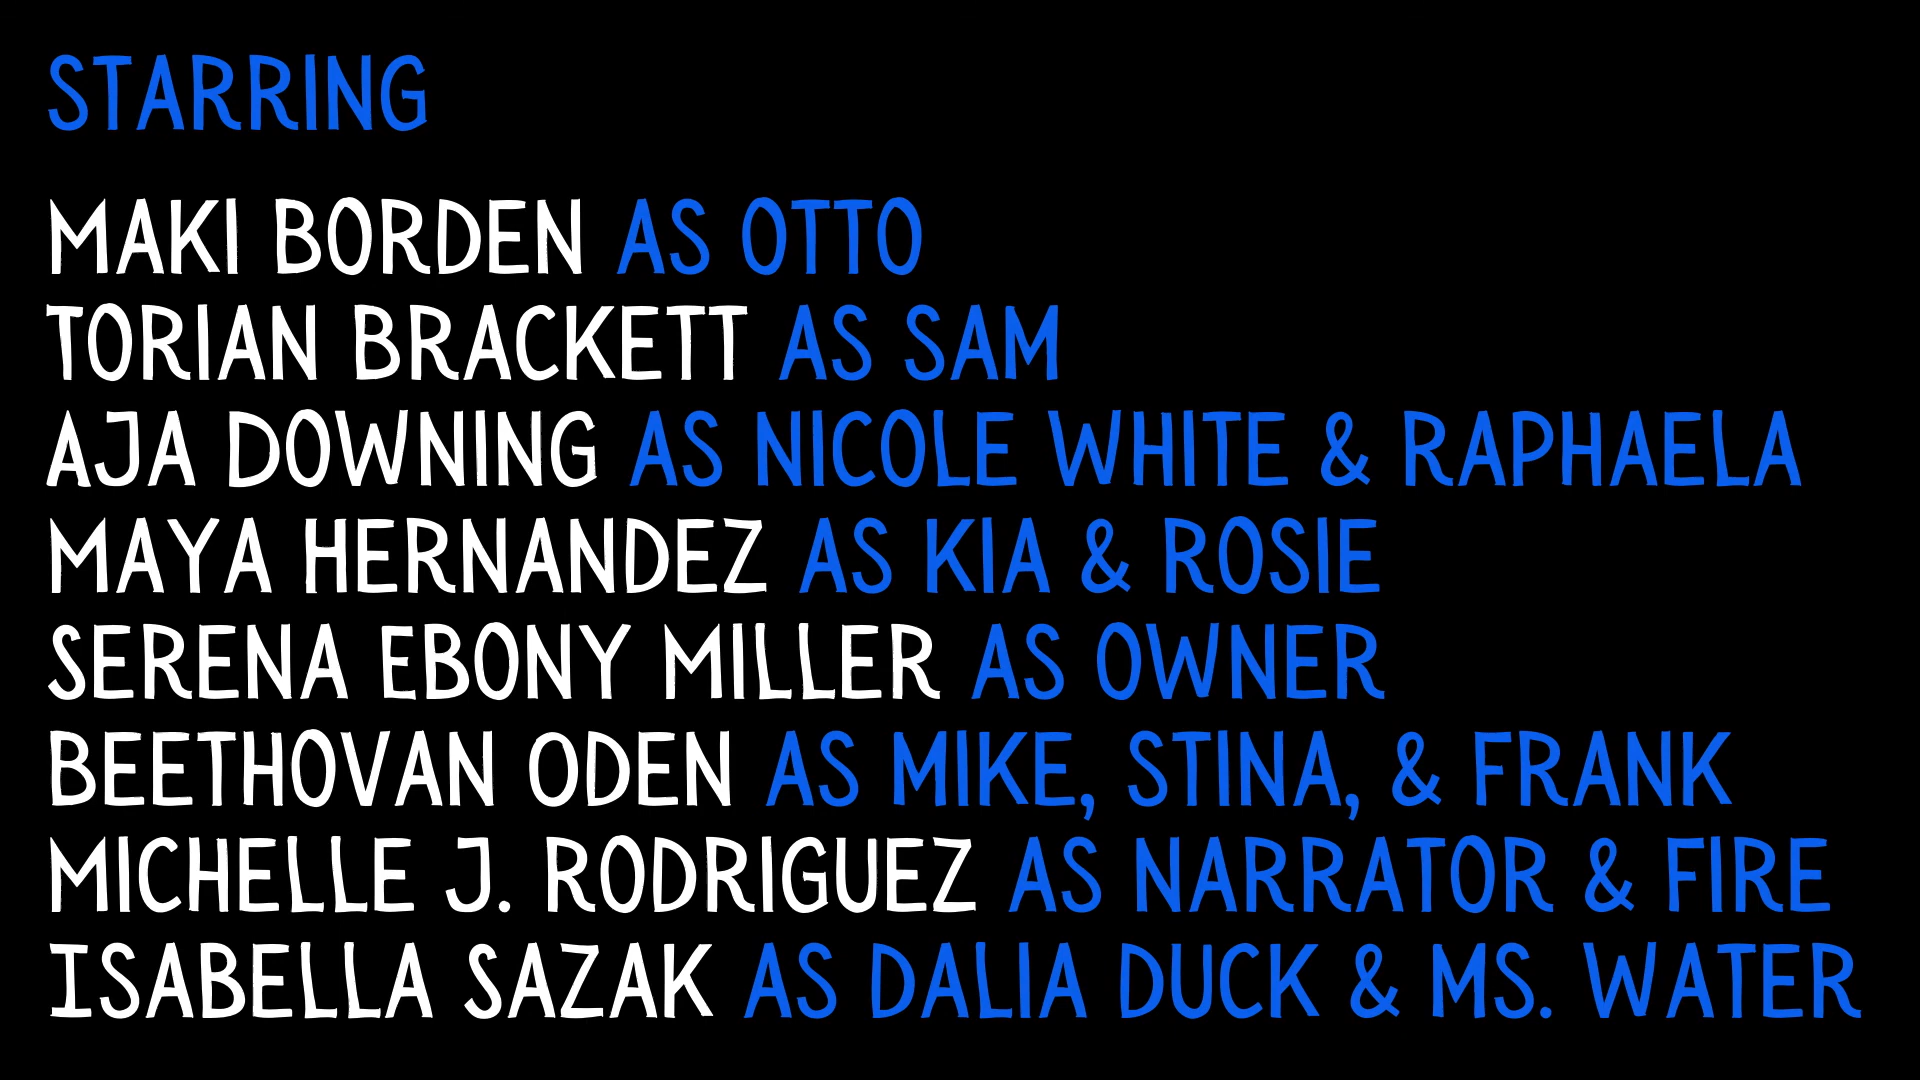 STARRING
MAKI BORDEN AS OTTO
TORIAN BRACKETT AS SAM
AJA DOWNING AS NICOLE WHITE & RAPHAELA
MAYA HERNANDEZ AS KIA & ROSIE
SERENA EBONY MILLER AS OWNER
BEETHOVAN ODEN AS MIKE, STINA, & FRANK
MICHELLE J. RODRIGUEZ AS NARRATOR & FIRE
ISABELLA SAZAK AS DALIA DUCK & MS. WATER